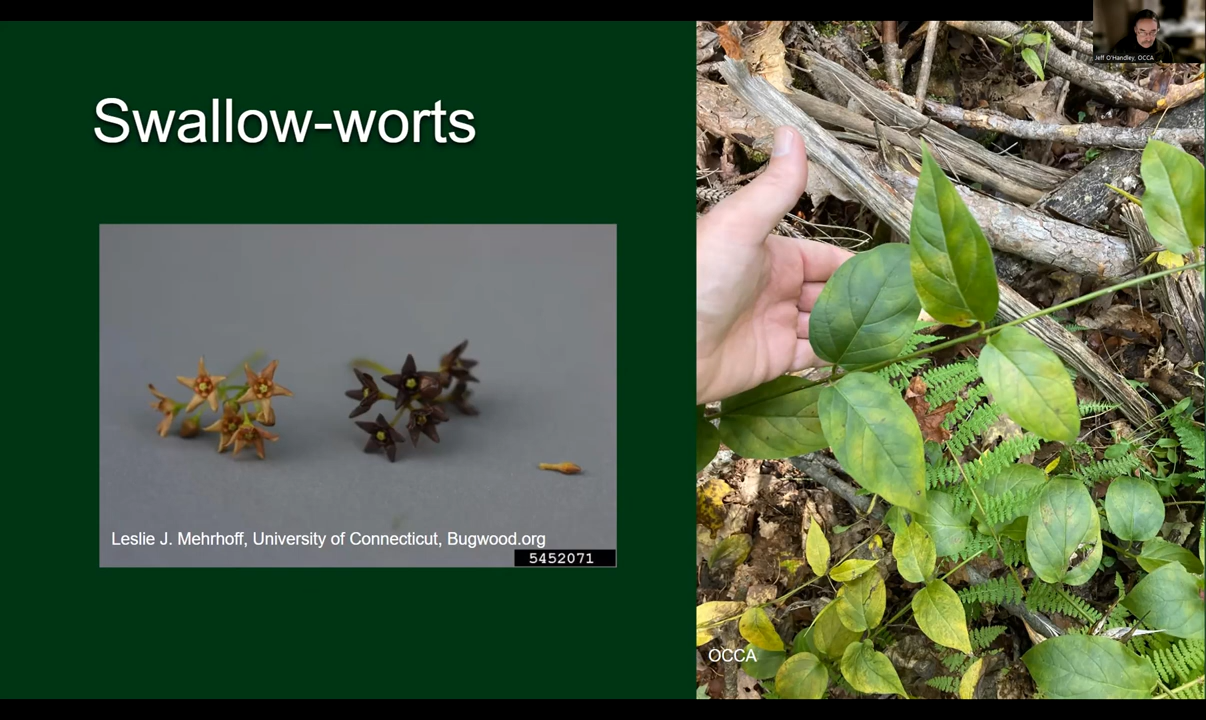 Swallow-worts
Leslie J. Mehrhoff, University of Connecticut, Bugwood.org
5452071
OCCA
Jeff O'Handley, OCCA